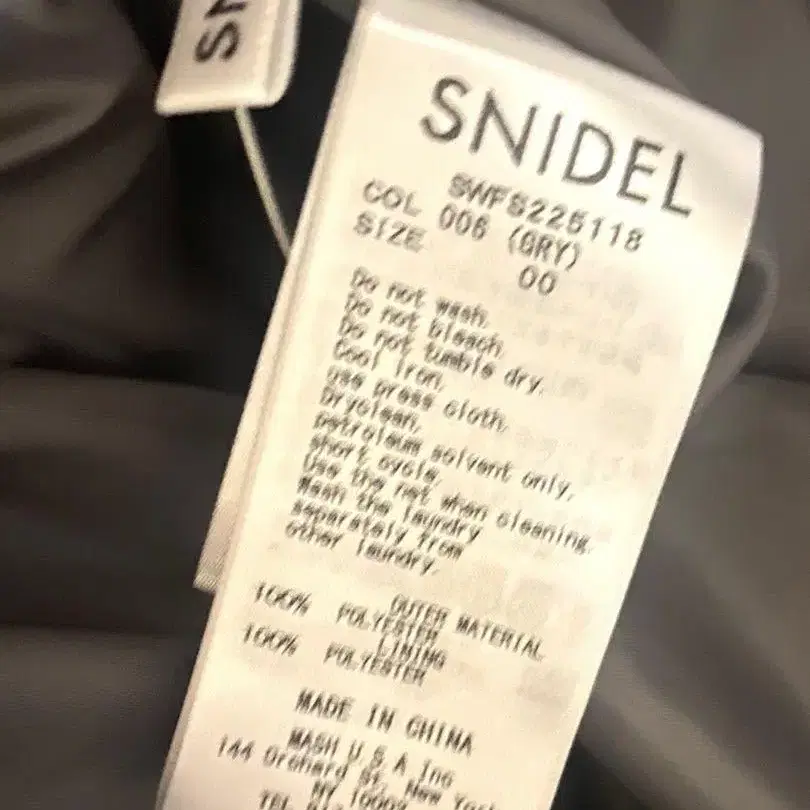 SN
SNIDEL
SWFS225118
COL 006 (GRY)
SIZE 00
Do not wash.
Do not bleach.
Do not tumble dry.
Cool iron.
Use press cloth.
Dryclean,
petroleum solvent only,
short cycle.
Use the net when cleaning.
Wash the laundry
separately from
other laundry.
OUTER MATERIAL
100% POLYESTER
LINING
100% POLYESTER
MADE IN CHINA
MASH U S A Inc
144 Orchard St, New York
NY 10002
TEL